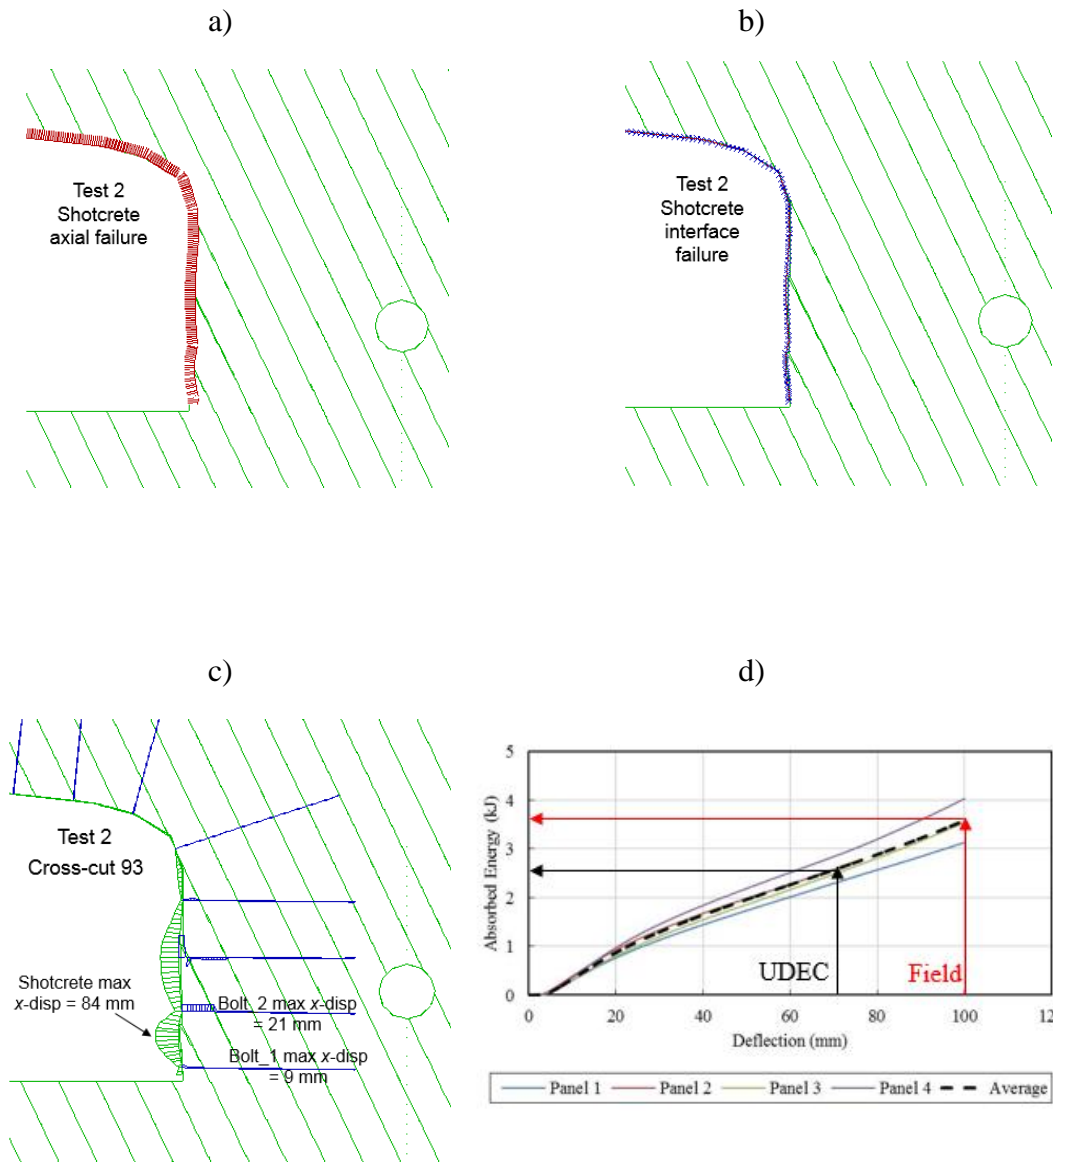 a)
b)
Test 2
Shotcrete
axial failure
Test 2
Shotcrete
interface
failure
c)
d)
Test 2
Cross-cut 93
Shotcrete max
x-disp = 84 mm
Bolt_2 max x-disp
= 21 mm
Bolt_1 max x-disp
= 9 mm
Absorbed Energy (kJ)
5
4
3
2
1
0
UDEC
Field
0 20 40 60 80 100 12
Deflection (mm)
Panel 1 Panel 2 Panel 3 Panel 4 Average